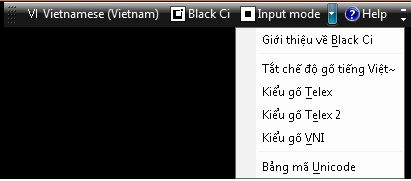 VI Vietnamese (Vietnam) Black Ci Input mode Help
Giới thiệu về Black Ci
Tắt chế độ gõ tiếng Việt~
Kiểu gõ Telex
Kiểu gõ Telex 2
Kiểu gõ VNI
Bảng mã Unicode